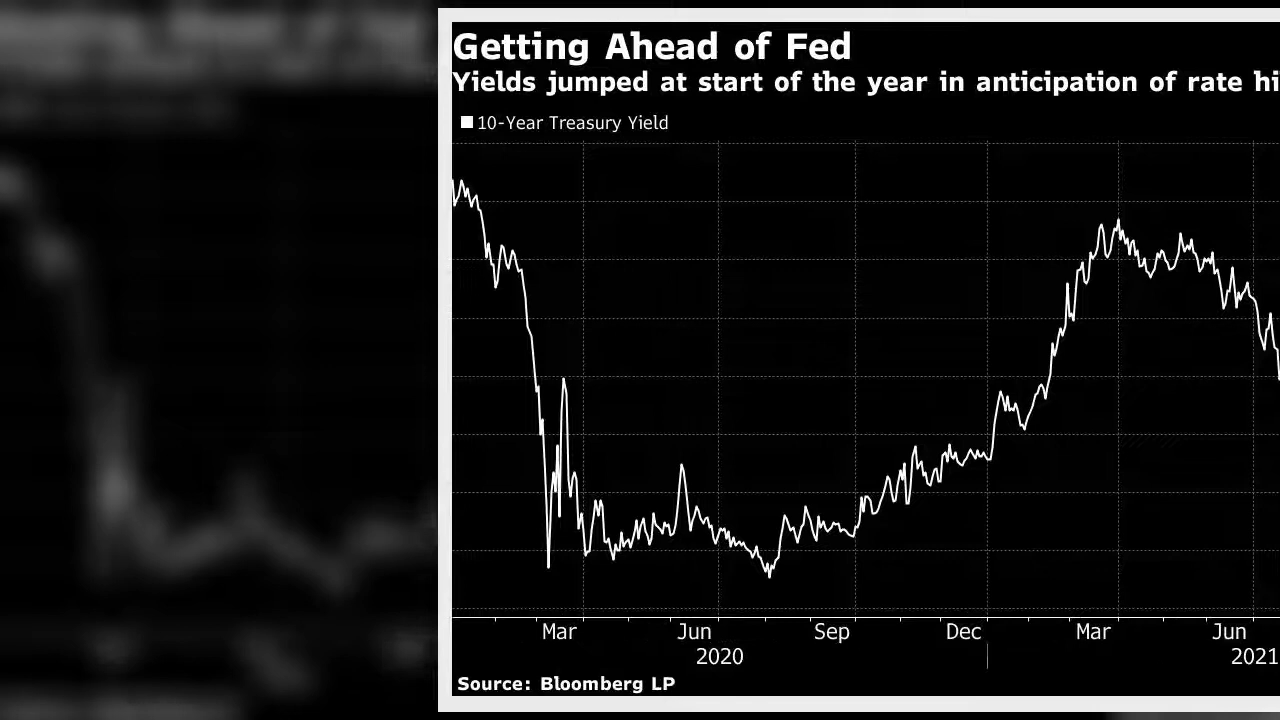 Getting Ahead of Fed
Yields jumped at start of the year in anticipation of rate hi
10-Year Treasury Yield
Mar Jun Sep Dec Mar Jun
2020 2021
Source: Bloomberg LP